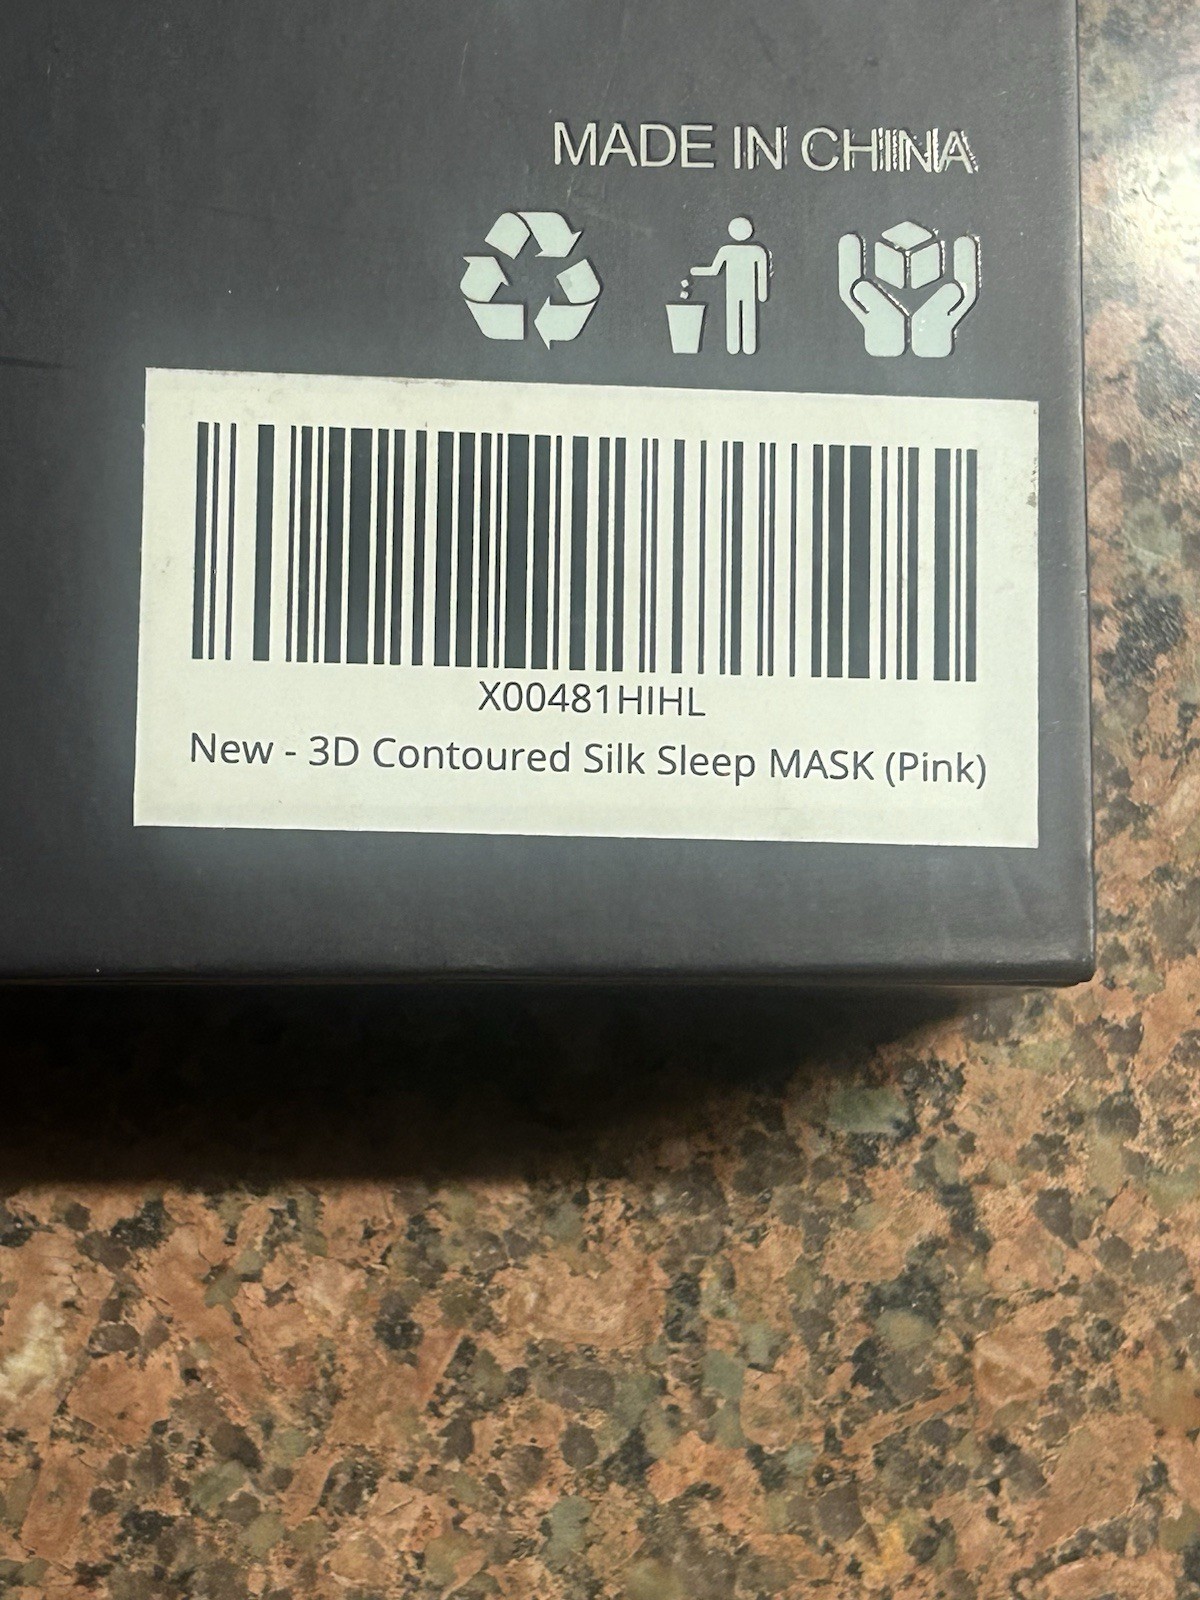 MADE IN CHINA
X00481HIHL
New - 3D Contoured Silk Sleep MASK (Pink)